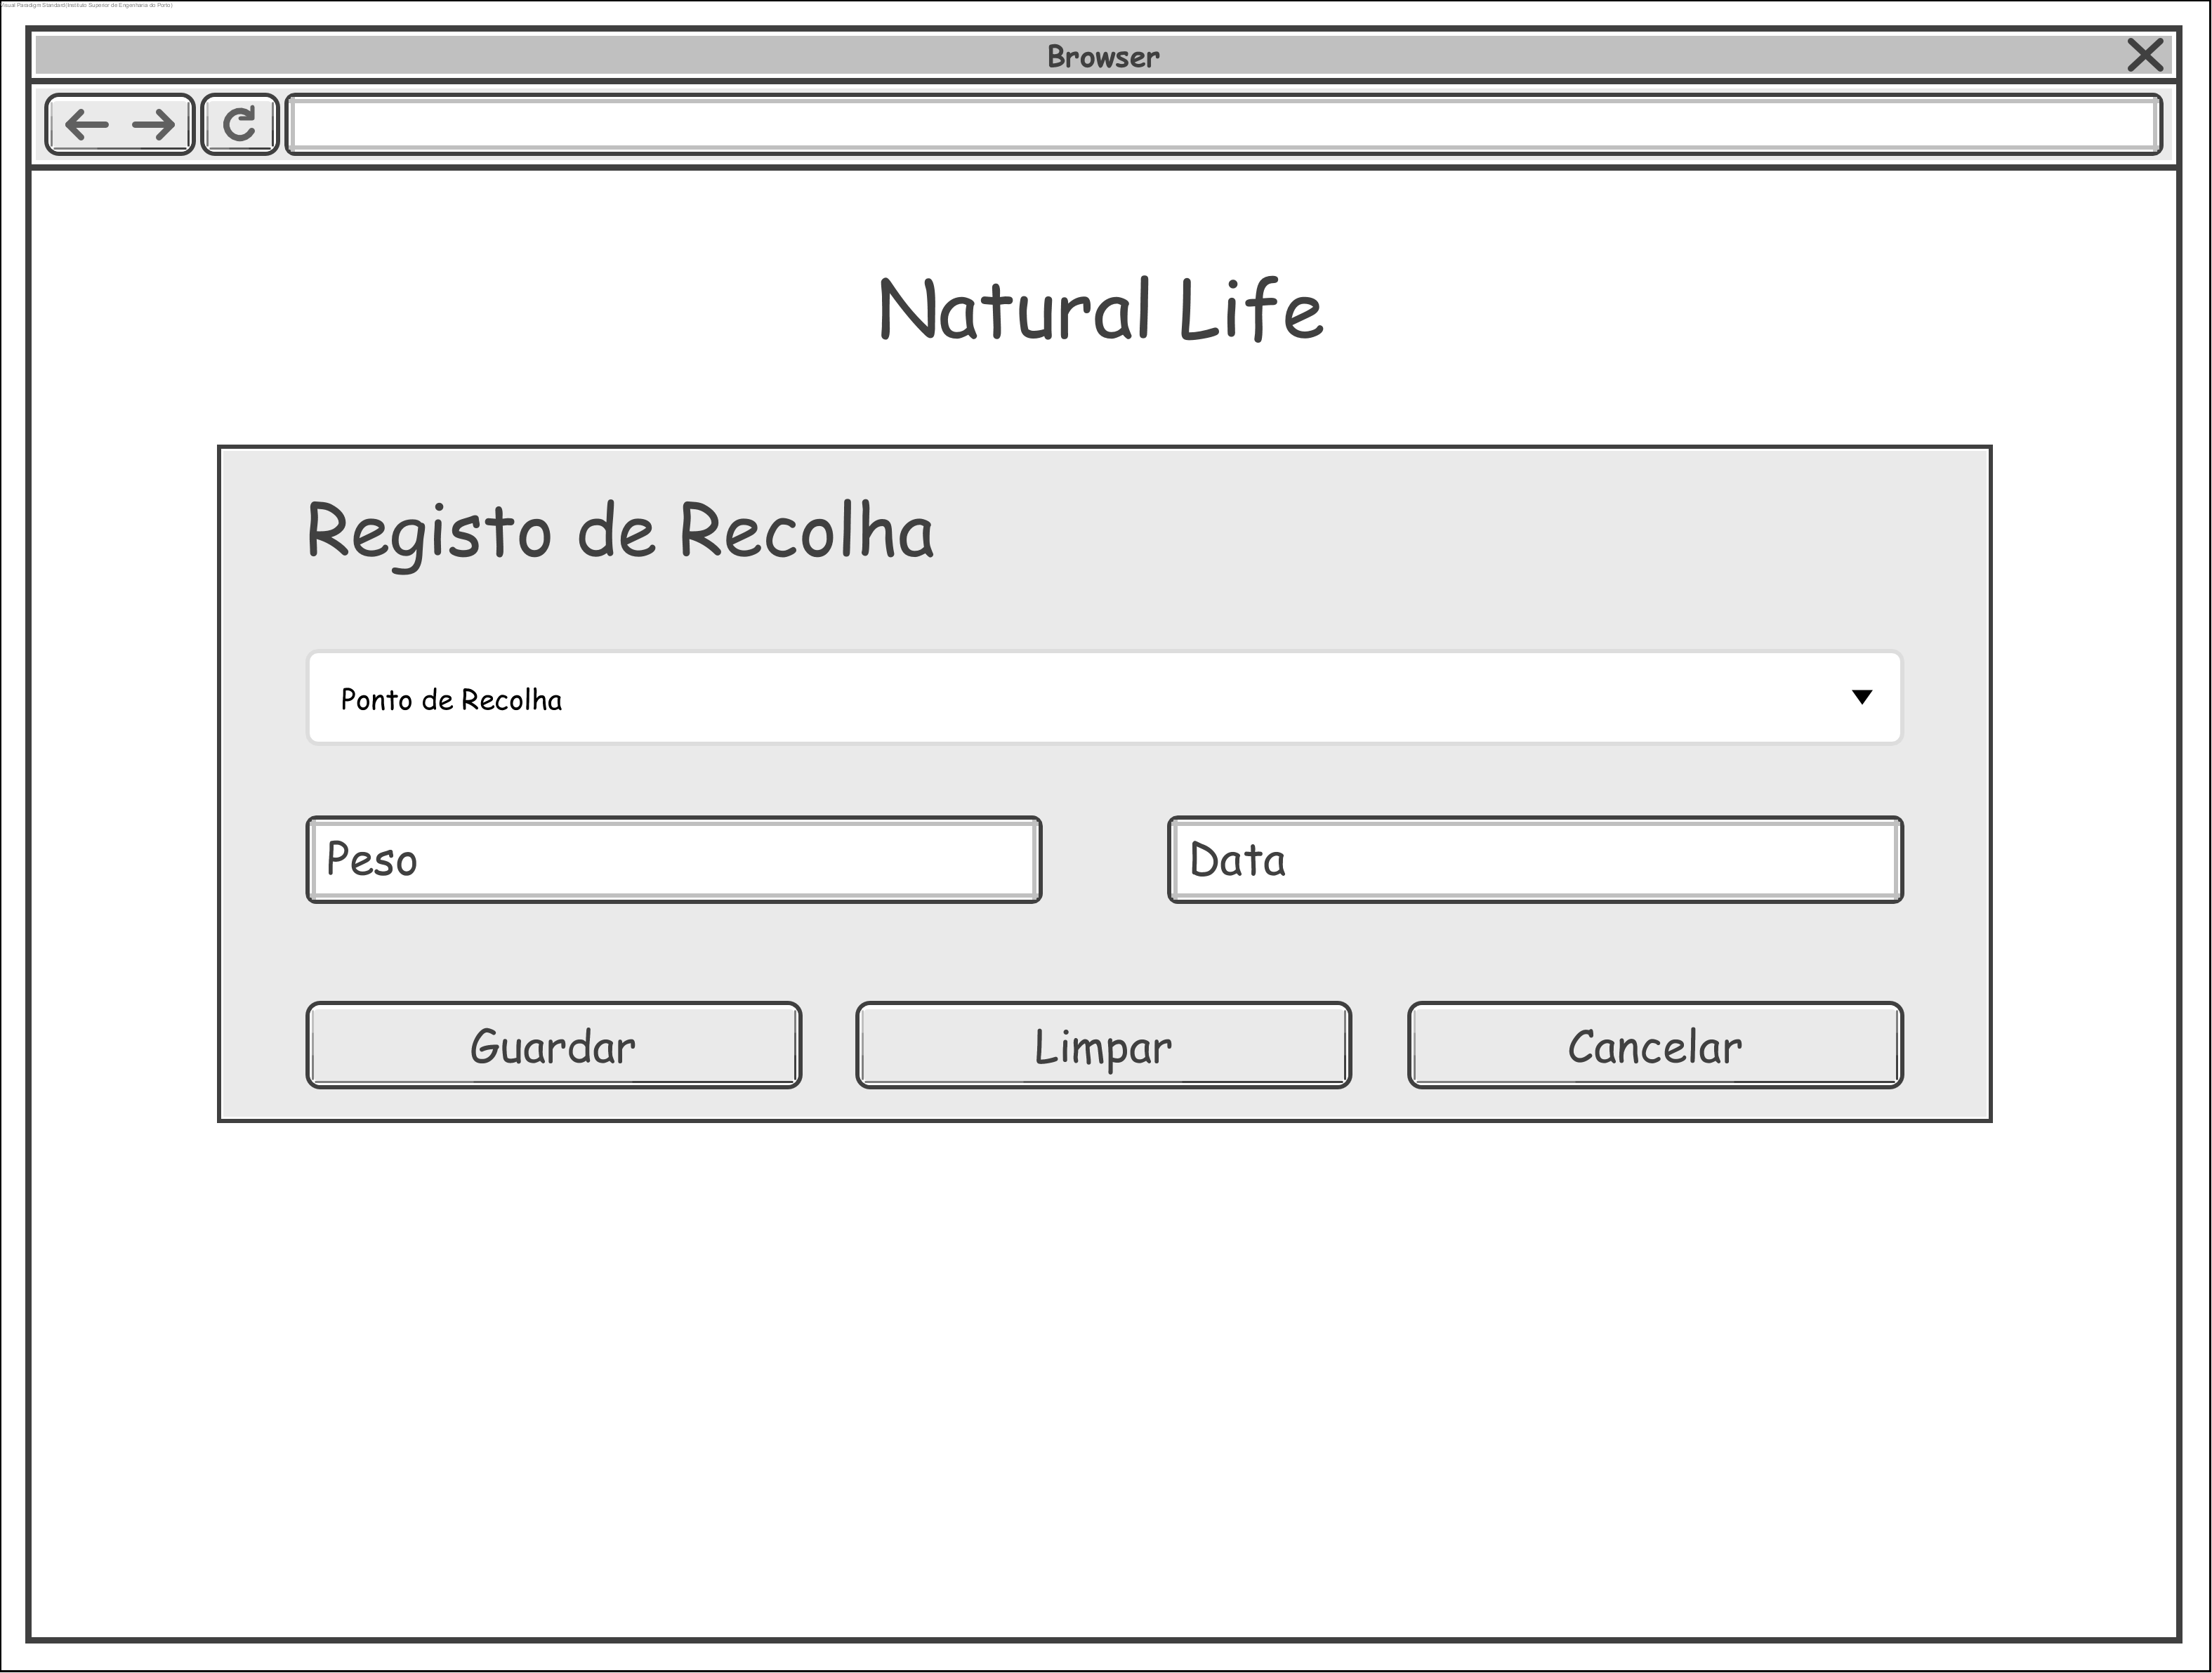 Visual Paradigm Standard(Instituto Superior de Engenharia do Porto)
Browser
Natural Life
Registo de Recolha
Ponto de Recolha
Peso Data
Guardar Limpar Cancelar